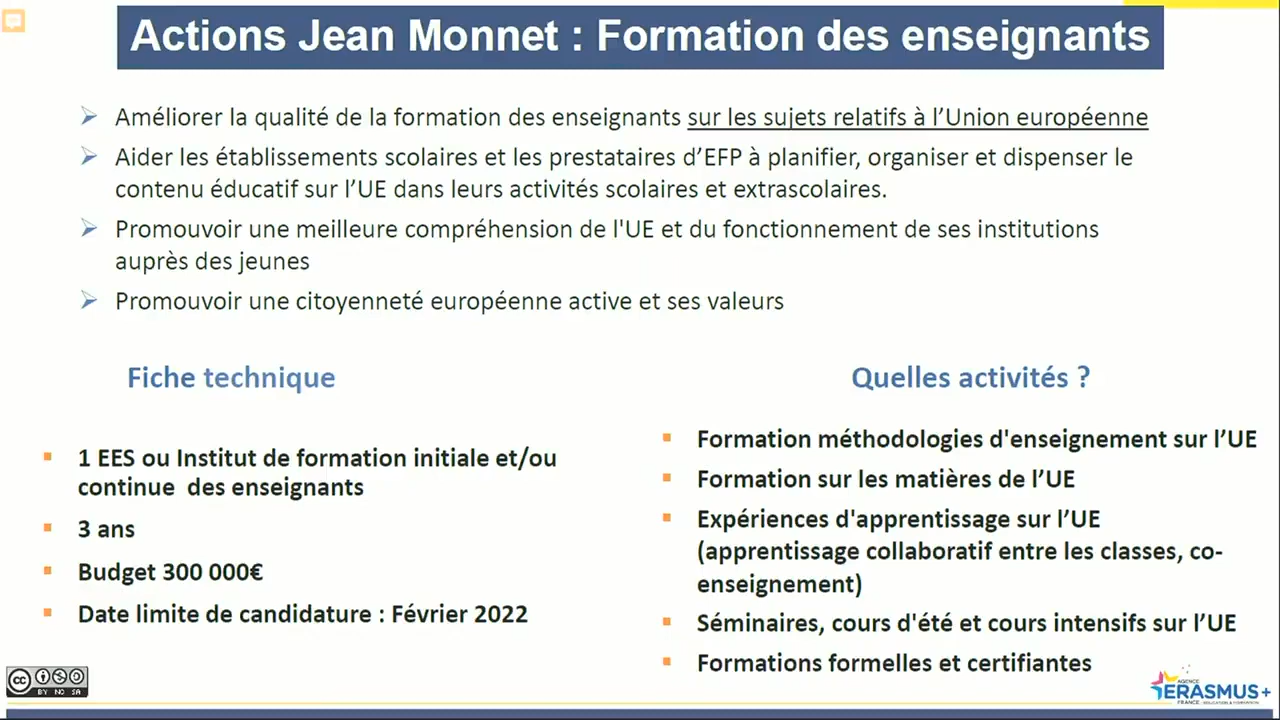 Actions Jean Monnet : Formation des enseignants
Améliorer la qualité de la formation des enseignants sur les sujets relatifs à l’Union européenne
Aider les établissements scolaires et les prestataires d’EFP à planifier, organiser et dispenser le
contenu éducatif sur l’UE dans leurs activités scolaires et extrascolaires.
Promouvoir une meilleure compréhension de l'UE et du fonctionnement de ses institutions
auprès des jeunes
Promouvoir une citoyenneté européenne active et ses valeurs
Fiche technique
1 EES ou Institut de formation initiale et/ou
continue des enseignants
3 ans
Budget 300 000€
Date limite de candidature : Février 2022
Quelles activités ?
Formation méthodologies d'enseignement sur l’UE
Formation sur les matières de l’UE
Expériences d'apprentissage sur l’UE
(apprentissage collaboratif entre les classes, co-
enseignement)
Séminaires, cours d'été et cours intensifs sur l’UE
Formations formelles et certifiantes
cc
BY NC SA
AGENCE
ERASMUS+
FRANCE